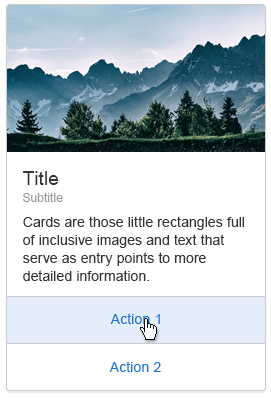 Title
Subtitle
Cards are those little rectangles full
of inclusive images and text that
serve as entry points to more
detailed information.
Action 1
Action 2